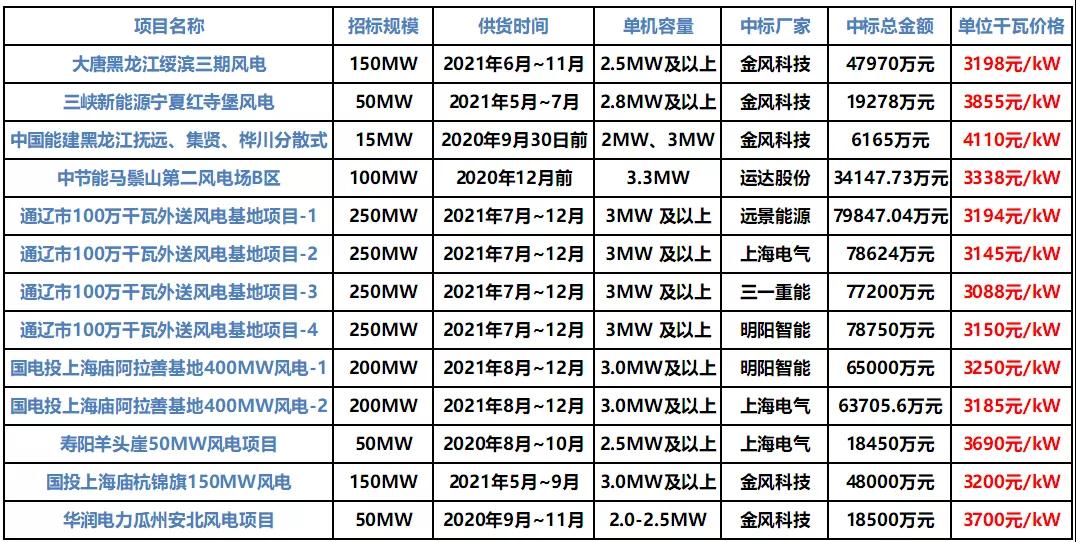 项目名称 招标规模 供货时间 单机容量 中标厂家 中标总金额 单位千瓦价格
大唐黑龙江绥滨三期风电 150MW 2021年6月~11月 2.5MW及以上 金风科技 47970万元 3198元/kW
三峡新能源宁夏红寺堡风电 50MW 2021年5月~7月 2.8MW及以上 金风科技 19278万元 3855元/kW
中国能建黑龙江抚远、集贤、桦川分散式 15MW 2020年9月30日前 2MW、3MW 金风科技 6165万元 4110元/kW
中节能马鬃山第二风电场B区 100MW 2020年12月前 3.3MW 运达股份 34147.73万元 3338元/kW
通辽市100万千瓦外送风电基地项目-1 250MW 2021年7月~12月 3MW 及以上 远景能源 79847.04万元 3194元/kW
通辽市100万千瓦外送风电基地项目-2 250MW 2021年7月~12月 3MW 及以上 上海电气 78624万元 3145元/kW
通辽市100万千瓦外送风电基地项目-3 250MW 2021年7月~12月 3MW 及以上 三一重能 77200万元 3088元/kW
通辽市100万千瓦外送风电基地项目-4 250MW 2021年7月~12月 3MW 及以上 明阳智能 78750万元 3150元/kW
国电投上海庙阿拉善基地400MW风电-1 200MW 2021年8月~12月 3.0MW及以上 明阳智能 65000万元 3250元/kW
国电投上海庙阿拉善基地400MW风电-2 200MW 2021年8月~12月 3.0MW及以上 上海电气 63705.6万元 3185元/kW
寿阳羊头崖50MW风电项目 50MW 2020年8月~10月 2.5MW及以上 上海电气 18450万元 3690元/kW
国投上海庙杭锦旗150MW风电 150MW 2021年5月~9月 3.0MW及以上 金风科技 48000万元 3200元/kW
华润电力瓜州安北风电项目 50MW 2020年9月~11月 2.0-2.5MW 金风科技 18500万元 3700元/kW